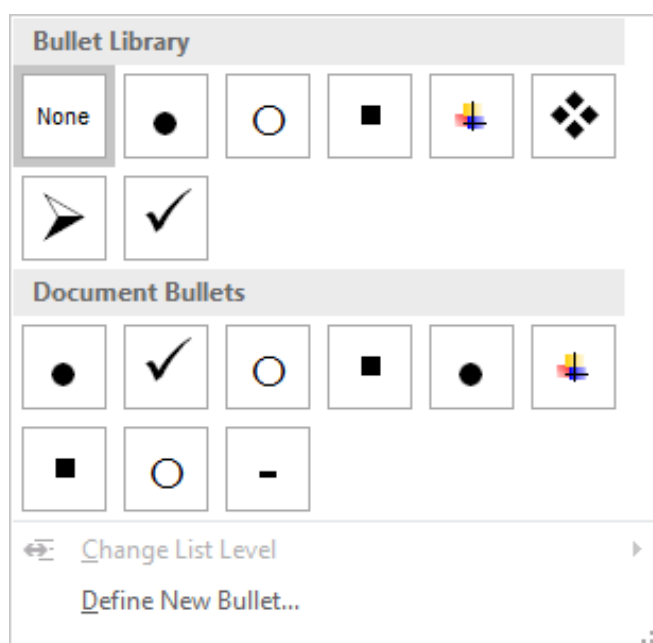 Bullet Library
None
Document Bullets
Change List Level
Define New Bullet...